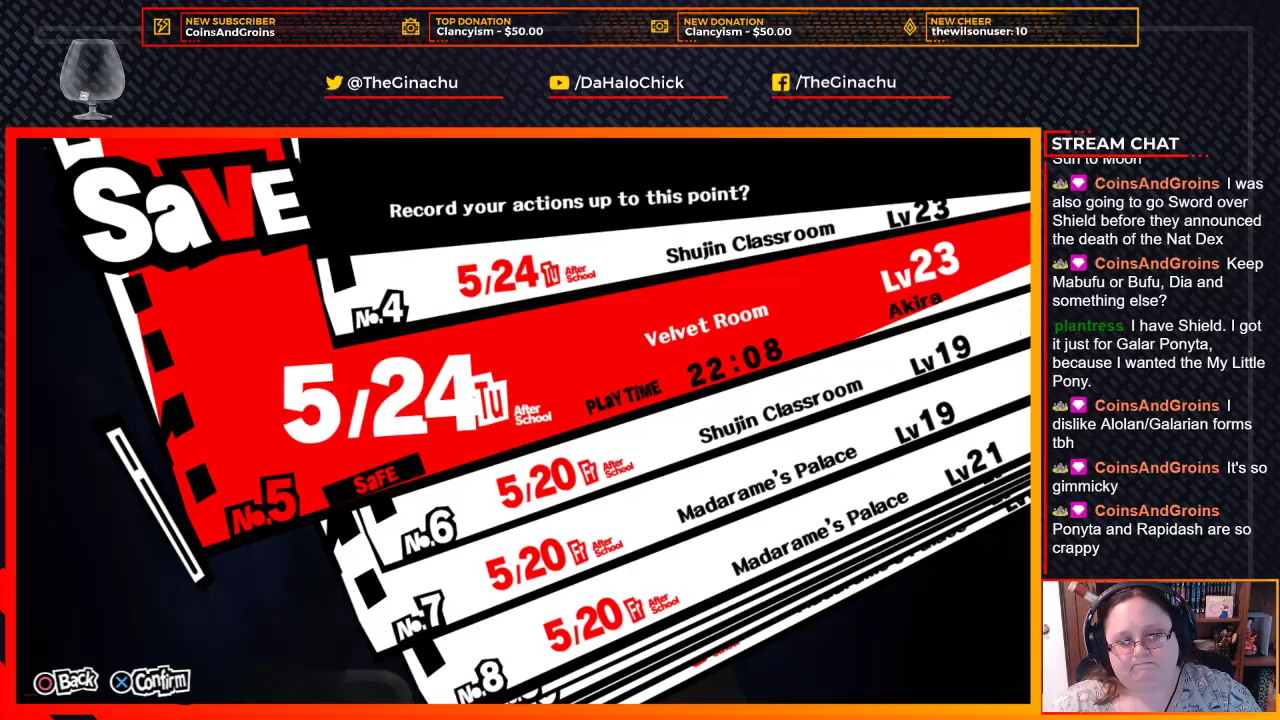 NEW SUBSCRIBER
CoinsAndGroins
TOP DONATION
Clancyism - $50.00
NEW DONATION
Clancyism - $50.00
NEW CHEER
thewilsonuser: 10
@TheGinachu
/DaHaloChick
/TheGinachu
SaVE
Record your actions up to this point?
No.4
5/24 Tu After School
Shujin Classroom
Lv23
No.5
5/24 Tu After School
Velvet Room
Lv23
Akira
PLaY TiME 22:08
SaFE
No.6
5/20 Fr After School
Shujin Classroom
Lv19
No.7
5/20 Fr After School
Madarame's Palace
Lv19
No.8
5/20 Fr After School
Madarame's Palace
Lv21
Back
Confirm
STREAM CHAT
Sun to Moon
CoinsAndGroins I was
also going to go Sword over
Shield before they announced
the death of the Nat Dex
CoinsAndGroins Keep
Mabufu or Bufu, Dia and
something else?
plantress I have Shield. I got
it just for Galar Ponyta,
because I wanted the My Little
Pony.
CoinsAndGroins I
dislike Alolan/Galarian forms
tbh
CoinsAndGroins It's so
gimmicky
CoinsAndGroins
Ponyta and Rapidash are so
crappy